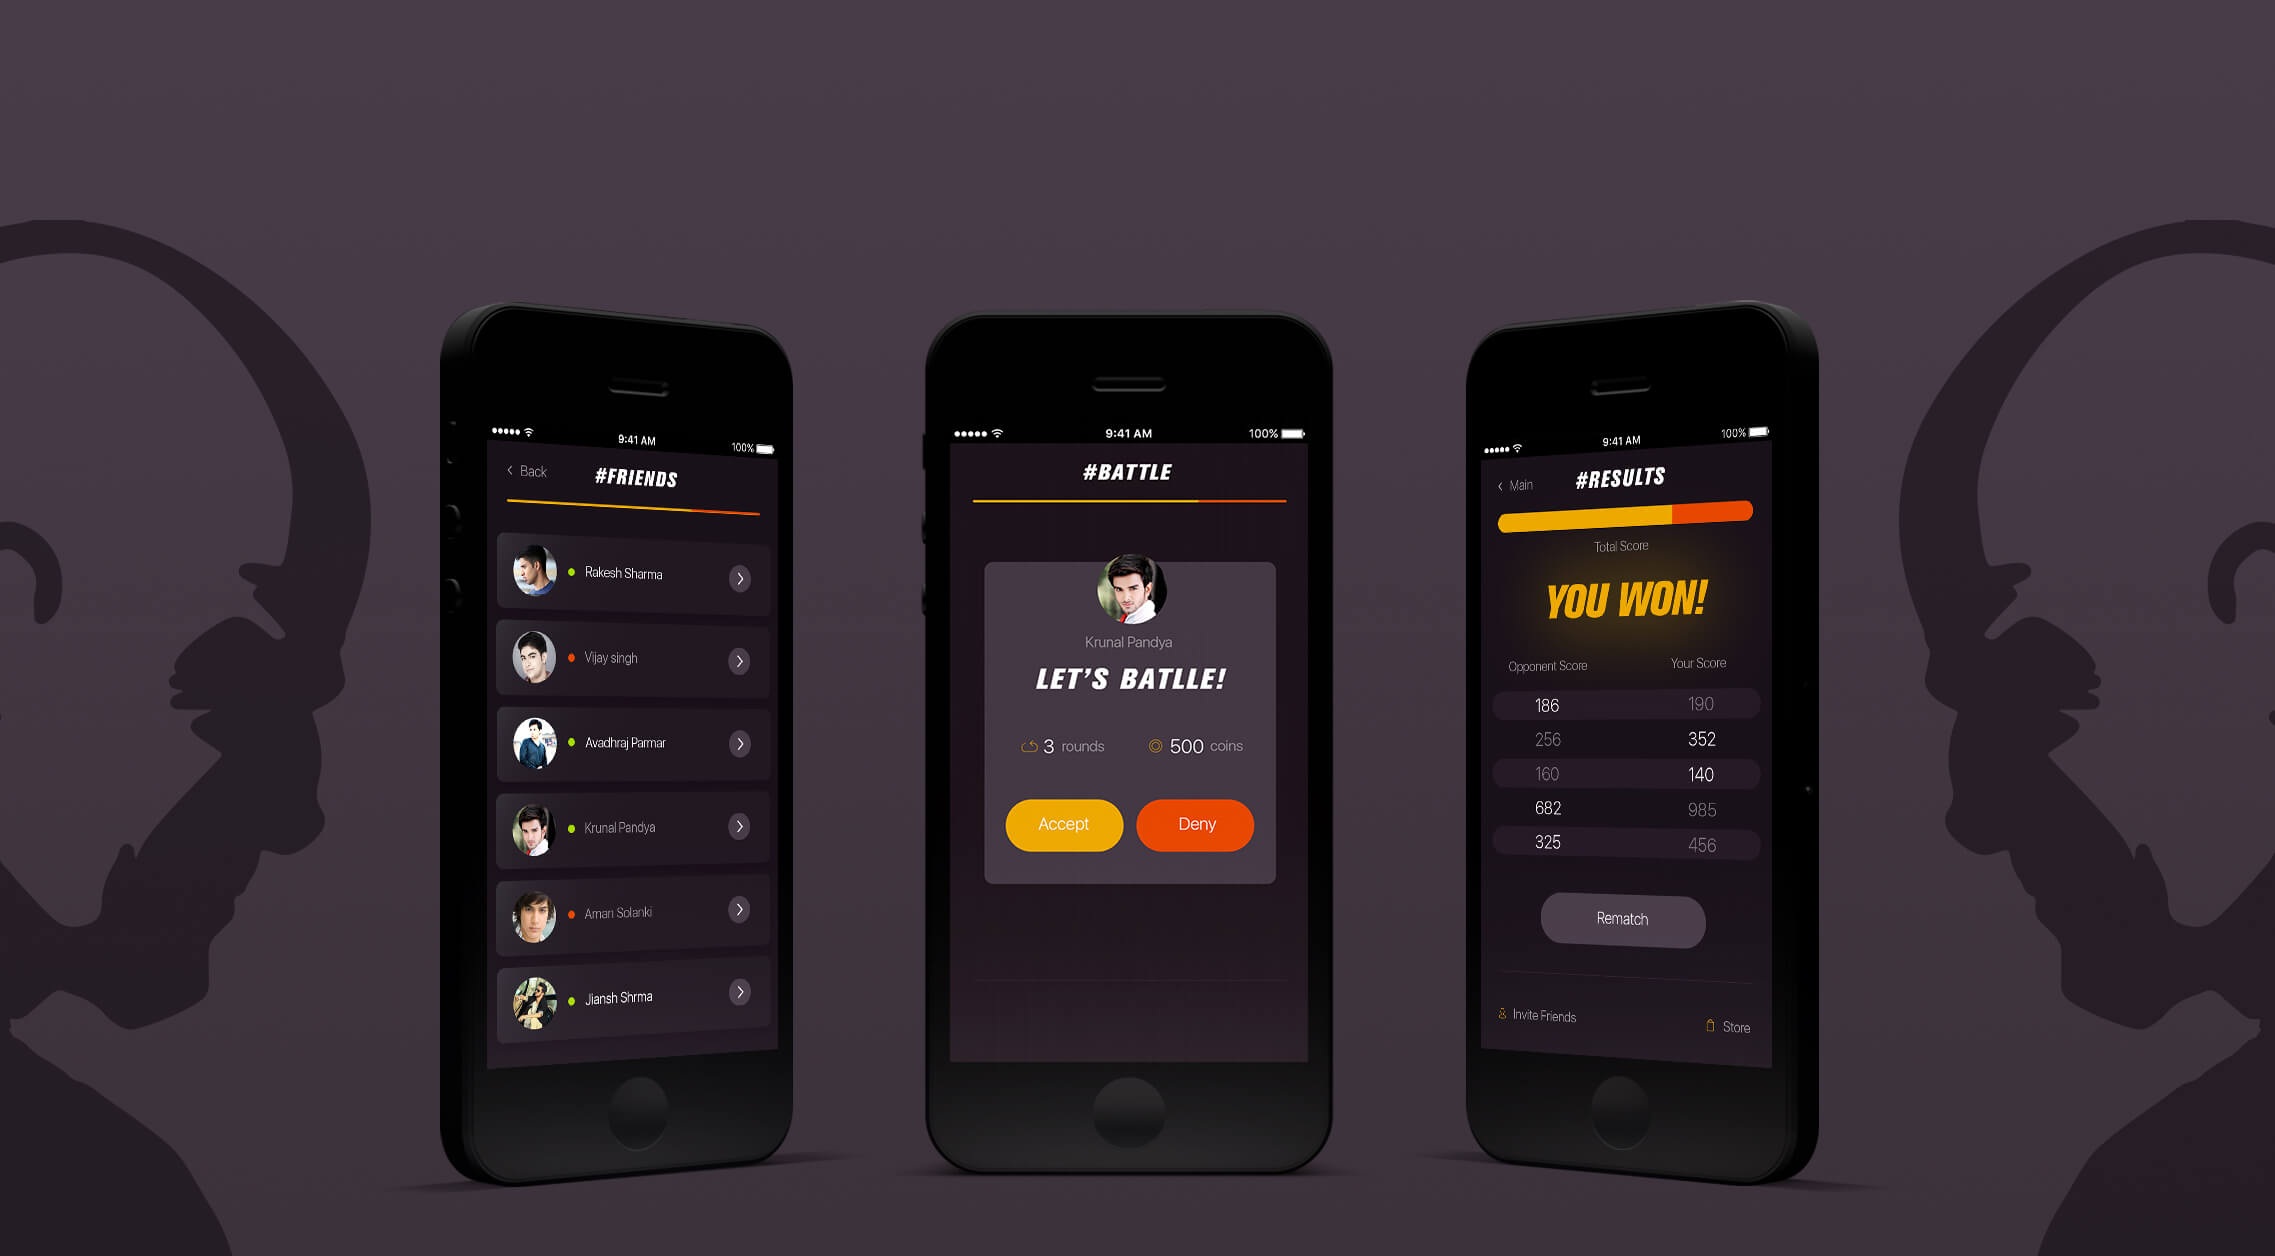 9:41 AM
100%
Back
#FRIENDS
Rakesh Sharma
Vijay singh
Avadhraj Parmar
Krunal Pandya
Aman Solanki
Jiansh Shrma
9:41 AM
100%
#BATTLE
Krunal Pandya
LET'S BATLLE!
3 rounds 500 coins
Accept Deny
9:41 AM
100%
Main
#RESULTS
Total Score
YOU WON!
Opponent Score Your Score
186 190
256 352
160 140
682 985
325 456
Rematch
Invite Friends Store